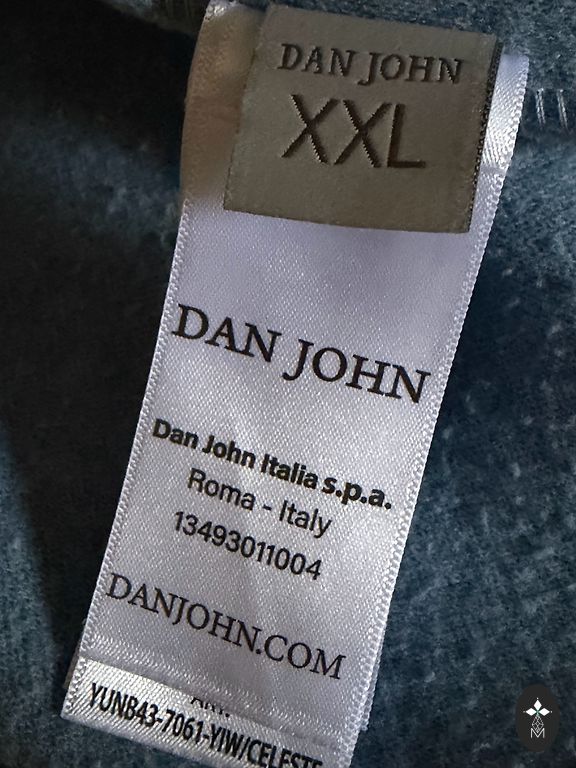 DAN JOHN
XXL
DAN JOHN
Dan John Italia s.p.a.
Roma - Italy
13493011004
DANJOHN.COM
YUNB43-7061-YIW/CELESTE
M